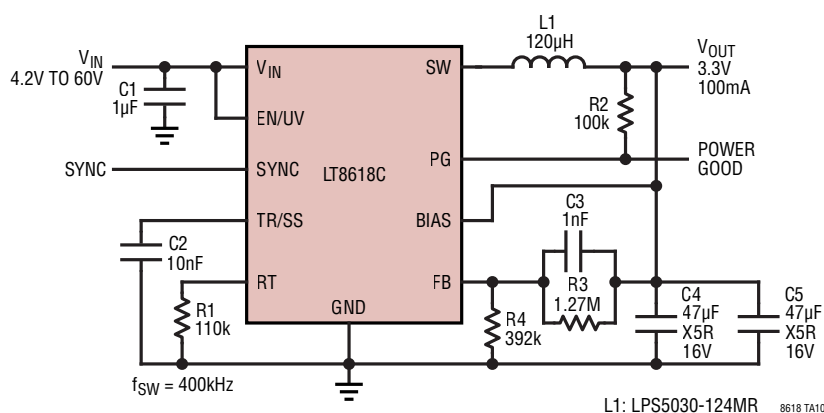 L1
120µH
VIN
4.2V TO 60V
C1
1µF
VIN
SW
VOUT
3.3V
100mA
R2
100k
EN/UV
PG
POWER
GOOD
SYNC
SYNC
LT8618C
TR/SS
BIAS
C3
1nF
C2
10nF
RT
FB
R3
1.27M
R1
110k
GND
R4
392k
C4
47µF
X5R
16V
C5
47µF
X5R
16V
fSW = 400kHz
L1: LPS5030-124MR
8618 TA10